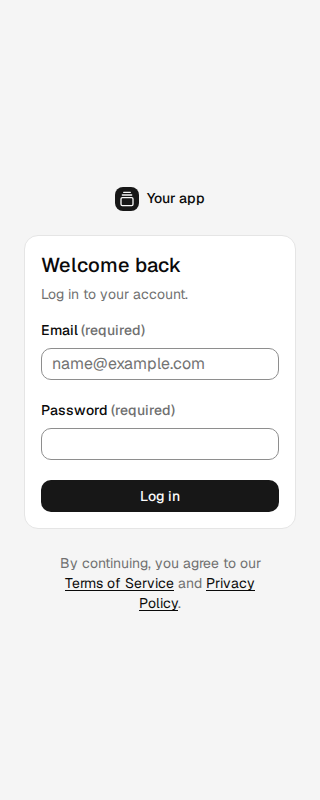 Your app
Welcome back
Log in to your account.
Email (required)
name@example.com
Password (required)
Log in
By continuing, you agree to our
Terms of Service and Privacy
Policy.